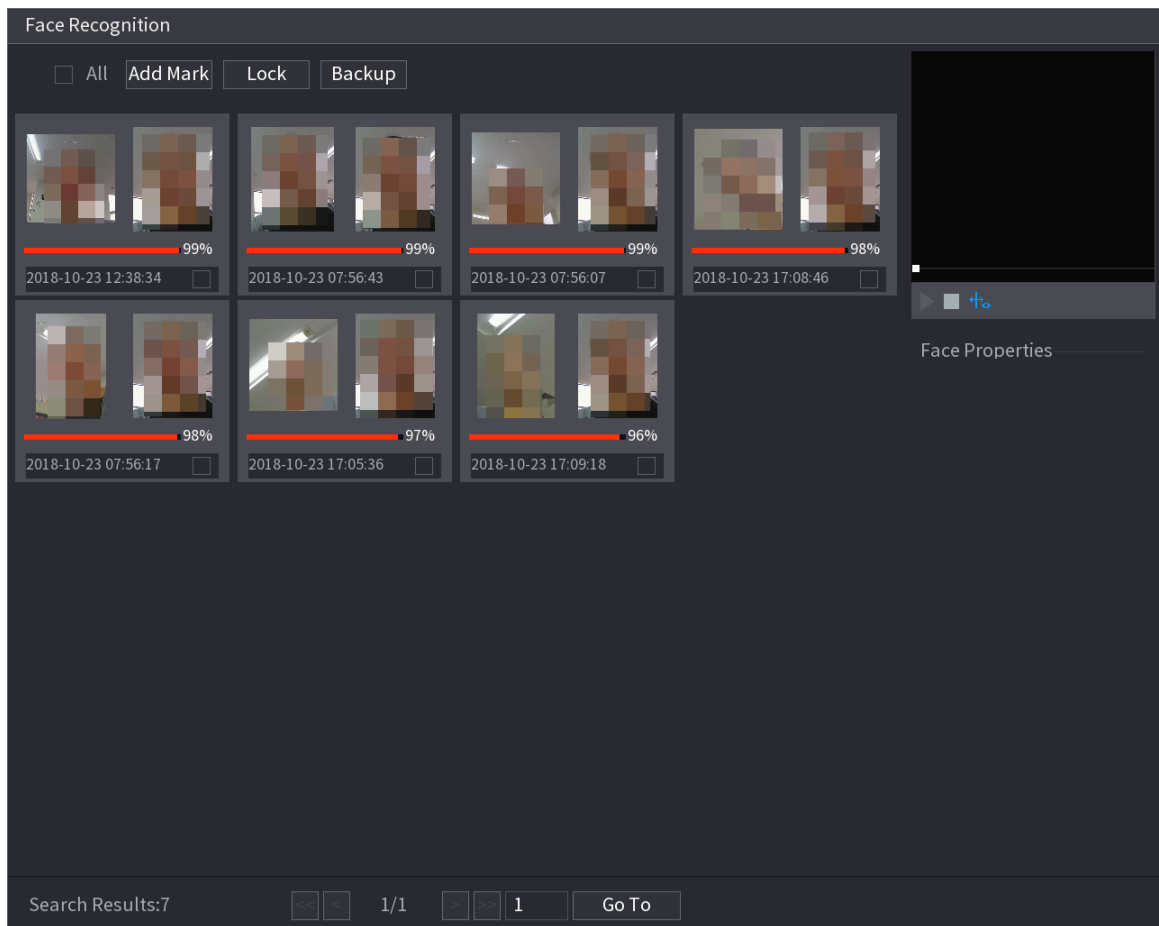 Face Recognition
All Add Mark Lock Backup
99% 99% 99% 98%
2018-10-23 12:38:34 2018-10-23 07:56:43 2018-10-23 07:56:07 2018-10-23 17:08:46
98% 97% 96%
2018-10-23 07:56:17 2018-10-23 17:05:36 2018-10-23 17:09:18
Face Properties
Search Results:7 << < 1/1 > >> 1 Go To